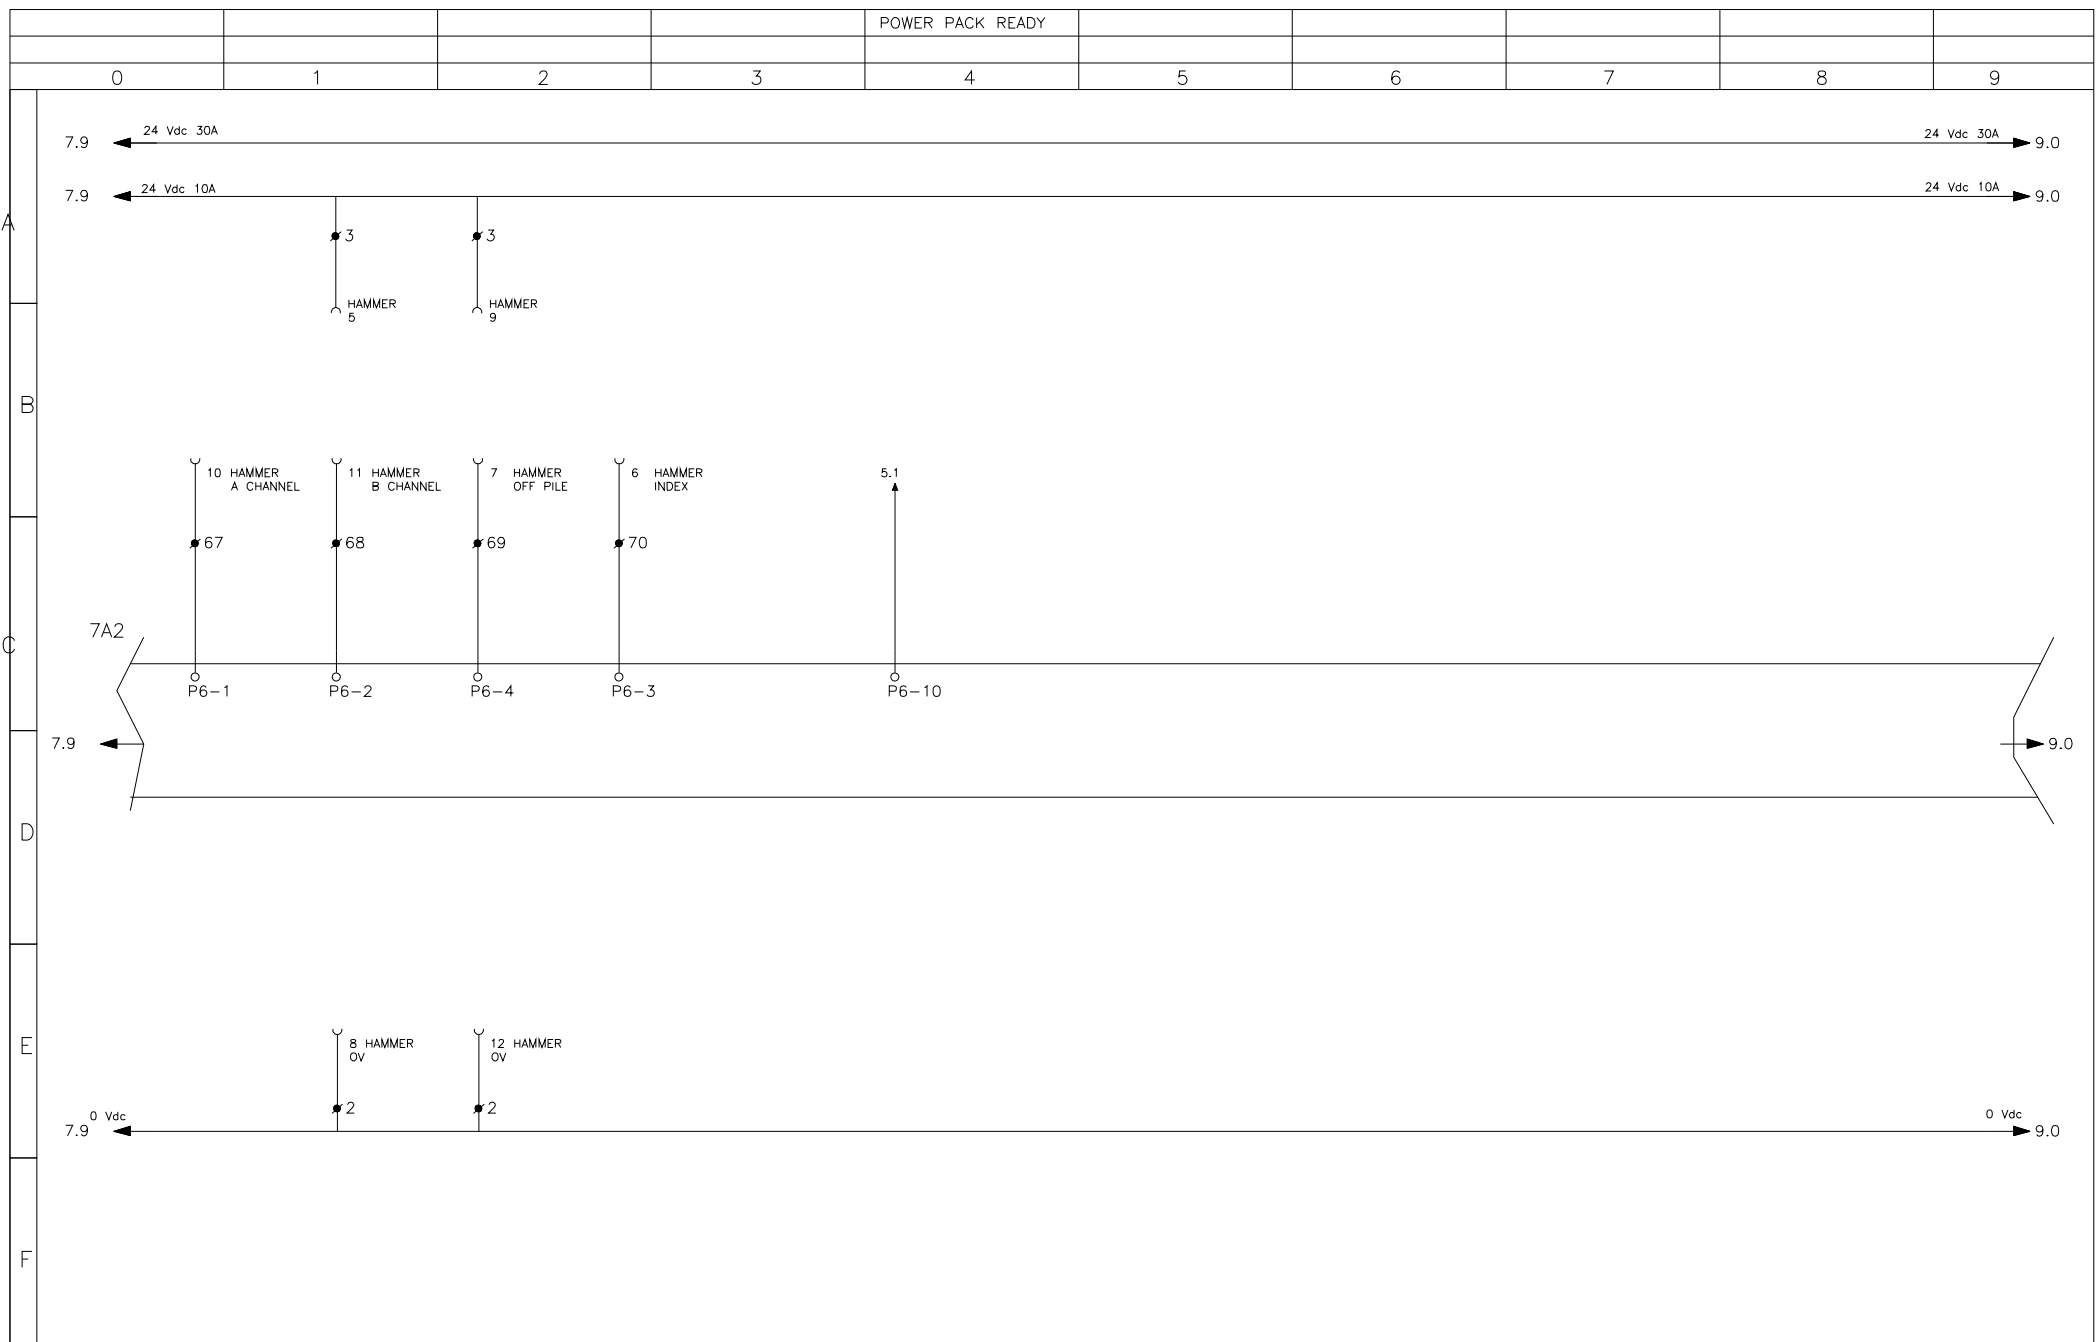 POWER PACK READY
0 1 2 3 4 5 6 7 8 9
24 Vdc 30A 24 Vdc 30A
7.9 9.0
24 Vdc 10A 24 Vdc 10A
7.9 9.0
A
3 3
HAMMER HAMMER
5 9
B
10 HAMMER 11 HAMMER 7 HAMMER 6 HAMMER 5.1
A CHANNEL B CHANNEL OFF PILE INDEX
67 68 69 70
7A2
C
P6-1 P6-2 P6-4 P6-3 P6-10
7.9 9.0
D
E
8 HAMMER 12 HAMMER
0V 0V
2 2
0 Vdc 0 Vdc
7.9 9.0
F